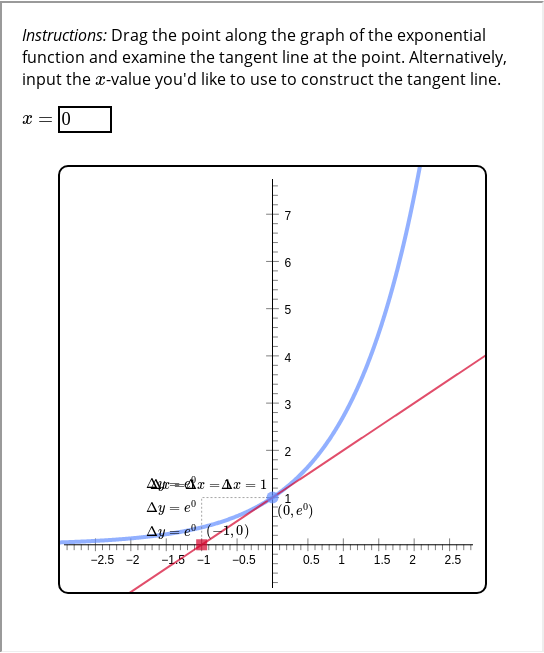 Instructions: Drag the point along the graph of the exponential
function and examine the tangent line at the point. Alternatively,
input the x-value you'd like to use to construct the tangent line.
x = 0
7
6
5
4
3
2
Δx = 1
1
Δy = e⁰
(0, e⁰)
Δy = e⁰
(−1, 0)
−2.5 −2 −1.5 −1 −0.5 0.5 1 1.5 2 2.5